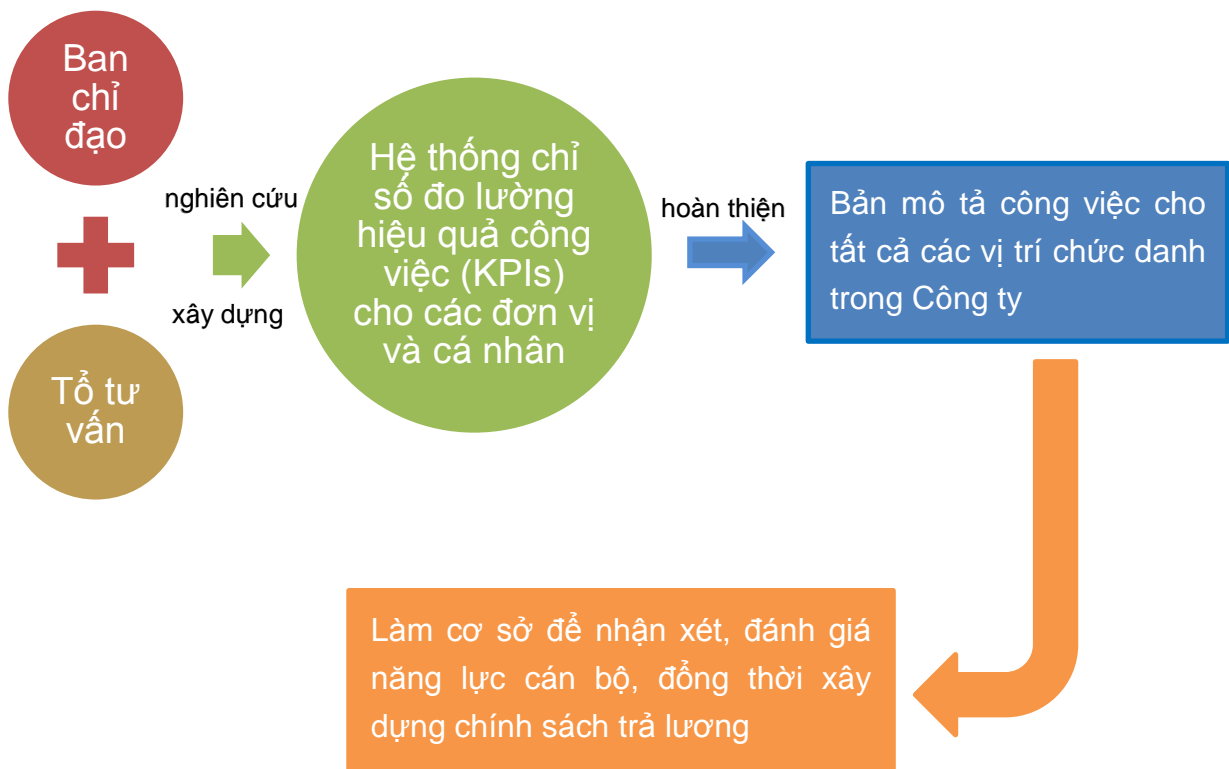 Ban
chỉ
đạo
Tổ tư
vấn
nghiên cứu
xây dựng
Hệ thống chỉ
số đo lường
hiệu quả công
việc (KPIs)
cho các đơn vị
và cá nhân
hoàn thiện
Bản mô tả công việc cho
tất cả các vị trí chức danh
trong Công ty
Làm cơ sở để nhận xét, đánh giá
năng lực cán bộ, đổng thời xây
dựng chính sách trả lương